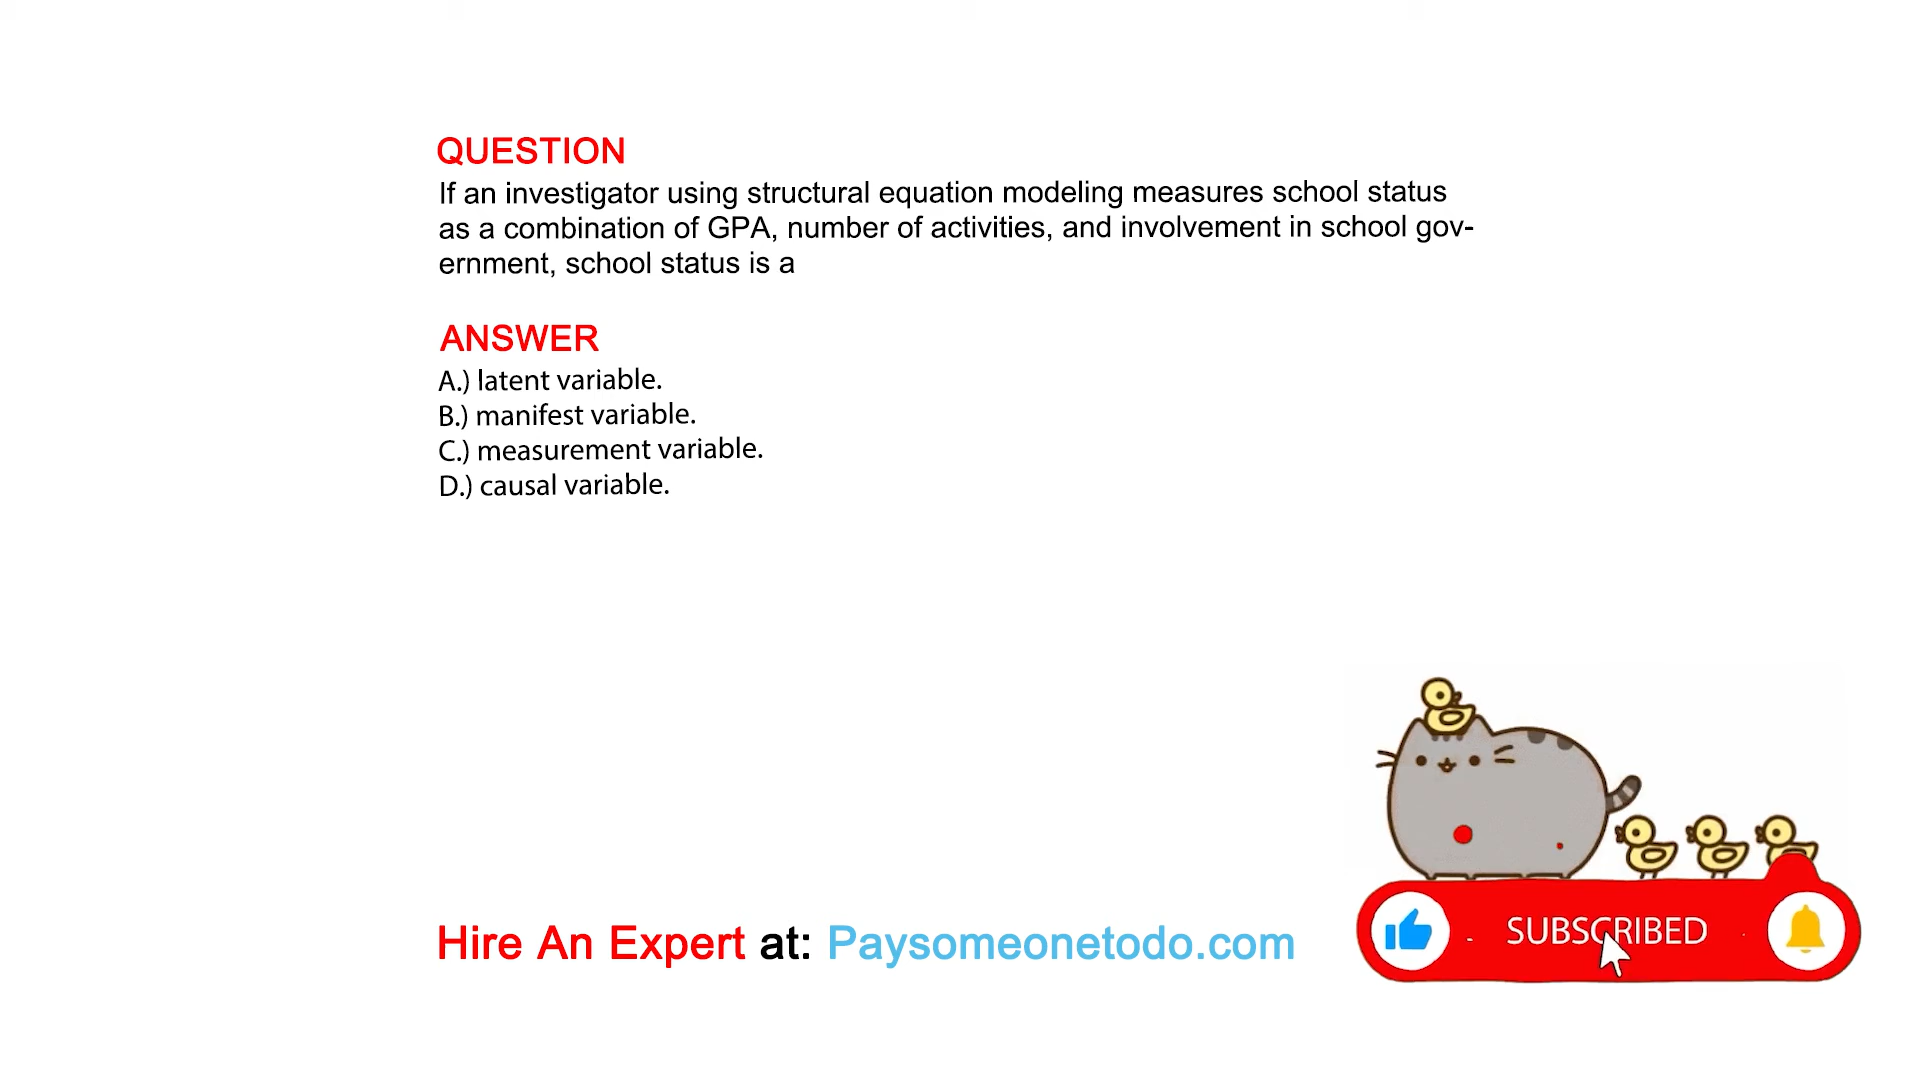 QUESTION
If an investigator using structural equation modeling measures school status
as a combination of GPA, number of activities, and involvement in school gov-
ernment, school status is a
ANSWER
A.) latent variable.
B.) manifest variable.
C.) measurement variable.
D.) causal variable.
Hire An Expert at: Paysomeonetodo.com
SUBSCRIBED